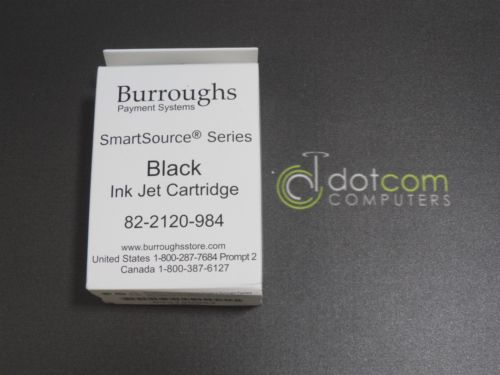 Burroughs
Payment Systems
SmartSource® Series
Black
Ink Jet Cartridge
82-2120-984
www.burroughsstore.com
United States 1-800-287-7684 Prompt 2
Canada 1-800-387-6127
dotcom
COMPUTERS